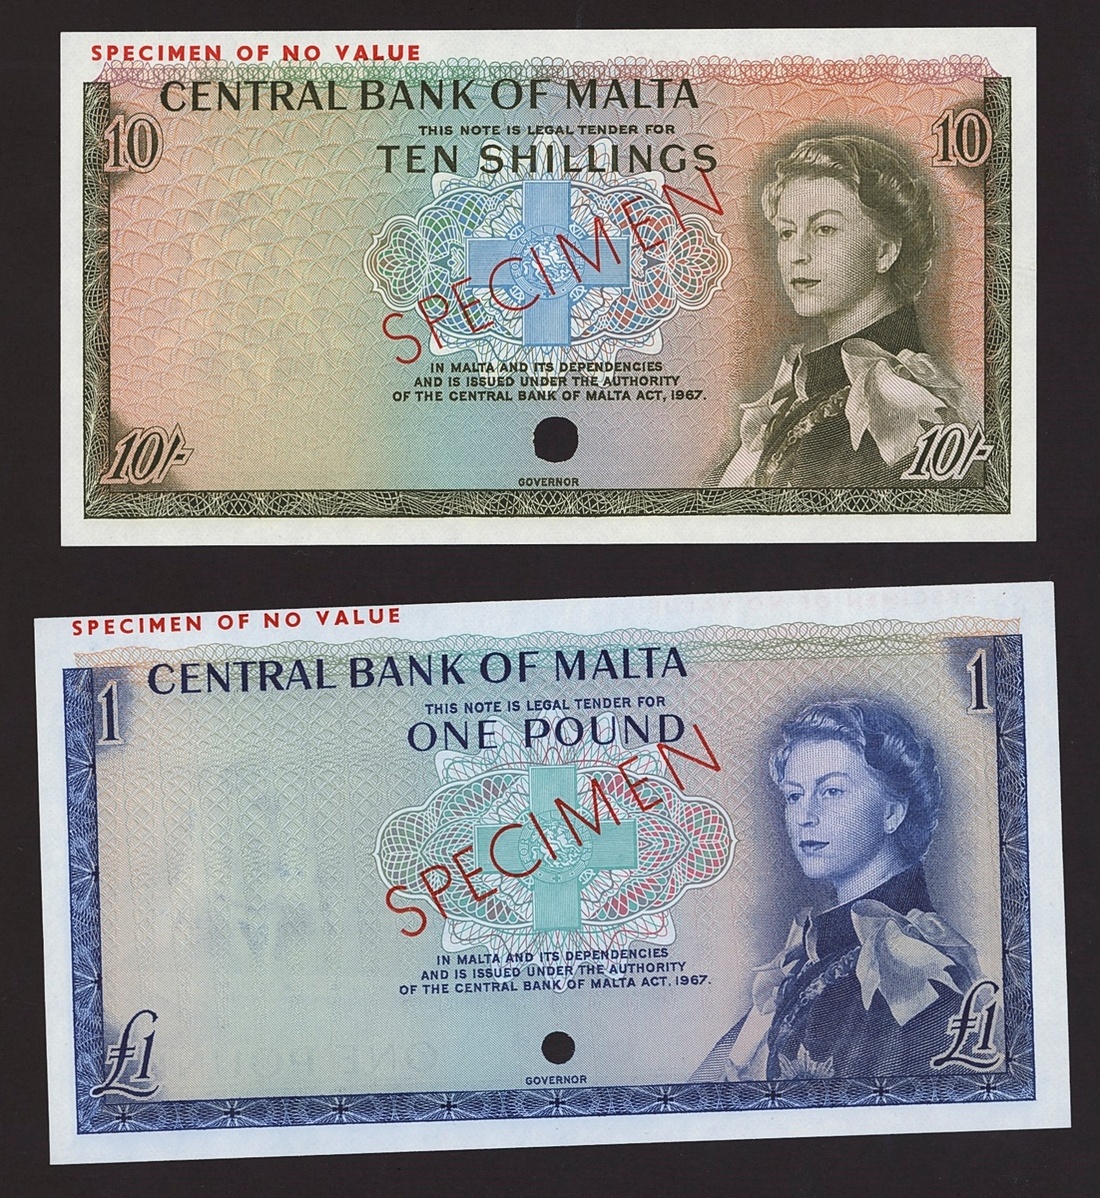 SPECIMEN OF NO VALUE
CENTRAL BANK OF MALTA
10
THIS NOTE IS LEGAL TENDER FOR
10
TEN SHILLINGS
SPECIMEN
IN MALTA AND ITS DEPENDENCIES
AND IS ISSUED UNDER THE AUTHORITY
OF THE CENTRAL BANK OF MALTA ACT, 1967.
10/-
10/-
GOVERNOR
SPECIMEN OF NO VALUE
CENTRAL BANK OF MALTA
1
THIS NOTE IS LEGAL TENDER FOR
1
ONE POUND
SPECIMEN
IN MALTA AND ITS DEPENDENCIES
AND IS ISSUED UNDER THE AUTHORITY
OF THE CENTRAL BANK OF MALTA ACT, 1967.
£1
£1
GOVERNOR